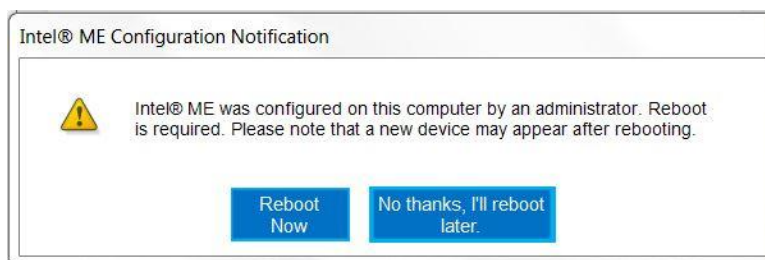 Intel® ME Configuration Notification
Intel® ME was configured on this computer by an administrator. Reboot
is required. Please note that a new device may appear after rebooting.
Reboot
Now
No thanks, I'll reboot
later.